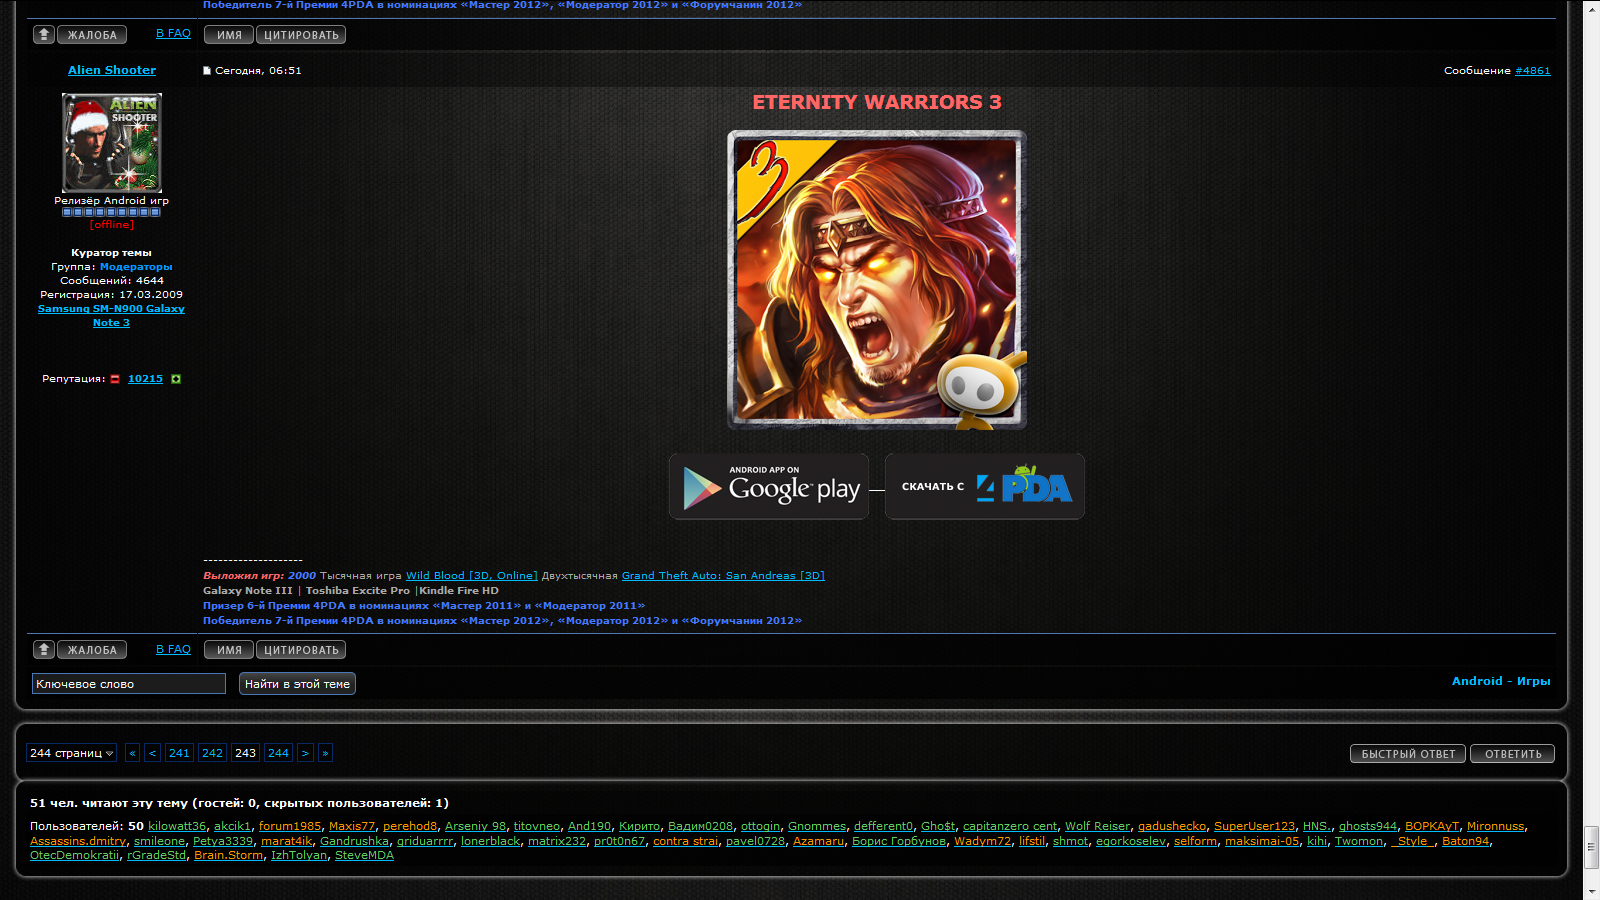 Победитель 7-й Премии 4PDA в номинациях «Мастер 2012», «Модератор 2012» и «Форумчанин 2012»
ЖАЛОБА В FAQ ИМЯ ЦИТИРОВАТЬ
Alien Shooter Сегодня, 06:51 Сообщение #4861
ETERNITY WARRIORS 3
ALIEN
SHOOTER
3
Релизёр Android игр
[offline]
Куратор темы
Группа: Модераторы
Сообщений: 4644
Регистрация: 17.03.2009
Samsung SM-N900 Galaxy
Note 3
Репутация: 10215
ANDROID APP ON
Google play
СКАЧАТЬ С 4PDA
--------------------
Выложил игр: 2000 Тысячная игра Wild Blood [3D, Online] Двухтысячная Grand Theft Auto: San Andreas [3D]
Galaxy Note III | Toshiba Excite Pro |Kindle Fire HD
Призер 6-й Премии 4PDA в номинациях «Мастер 2011» и «Модератор 2011»
Победитель 7-й Премии 4PDA в номинациях «Мастер 2012», «Модератор 2012» и «Форумчанин 2012»
ЖАЛОБА В FAQ ИМЯ ЦИТИРОВАТЬ
Ключевое слово Найти в этой теме Android - Игры
244 страниц « < 241 242 243 244 > » БЫСТРЫЙ ОТВЕТ ОТВЕТИТЬ
51 чел. читают эту тему (гостей: 0, скрытых пользователей: 1)
Пользователей: 50 kilowatt36, akcik1, forum1985, Maxis77, perehod8, Arseniy 98, titovneo, And190, Кирито, Вадим0208, ottogin, Gnommes, defferent0, Gho$t, capitanzero cent, Wolf Reiser, gadushecko, SuperUser123, HNS., ghosts944, BOPKAyT, Mironnuss,
Assassins.dmitry, smileone, Petya3339, marat4ik, Gandrushka, griduarrrr, lonerblack, matrix232, pr0t0n67, contra strai, pavel0728, Azamaru, Борис Горбунов, Wadym72, lifstil, shmot, egorkoselev, selform, maksimai-05, kihi, Twomon, _Style_, Baton94,
OtecDemokratii, rGradeStd, Brain.Storm, IzhTolyan, SteveMDA